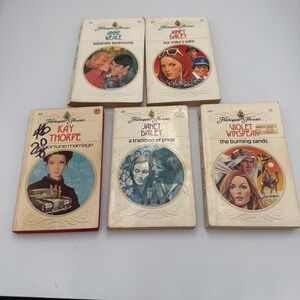 Harlequin Presents
ANNE
WEALE
separate bedrooms
Harlequin Presents
JANET
DAILEY
for mike's sake
Harlequin Presents
KAY
THORPE
opportune marriage
Harlequin Presents
JANET
DAILEY
a tradition of pride
Harlequin Presents
VIOLET
WINSPEAR
the burning sands